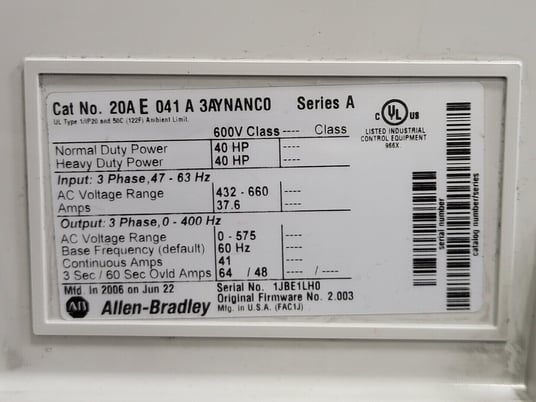 Cat No. 20A E 041 A 3AYNANC0 Series A
UL Type 1/IP20 and 50C (122F) Ambient Limit.
600V Class ---- Class
Normal Duty Power 40 HP ----
Heavy Duty Power 40 HP ----
Input: 3 Phase, 47 - 63 Hz
AC Voltage Range 432 - 660 ----
Amps 37.6 ----
Output: 3 Phase, 0 - 400 Hz
AC Voltage Range 0 - 575 ----
Base Frequency (default) 60 Hz ----
Continuous Amps 41 ----
3 Sec / 60 Sec Ovld Amps 64 / 48 ---- / ----
Mfd in 2006 on Jun 22 Serial No. 1JBE1LH0
Original Firmware No. 2.003
AB Allen-Bradley Mfg. in U.S.A. (FAC1J)
C UL US
LISTED INDUSTRIAL
CONTROL EQUIPMENT
966X.
serial number
catalog number/series